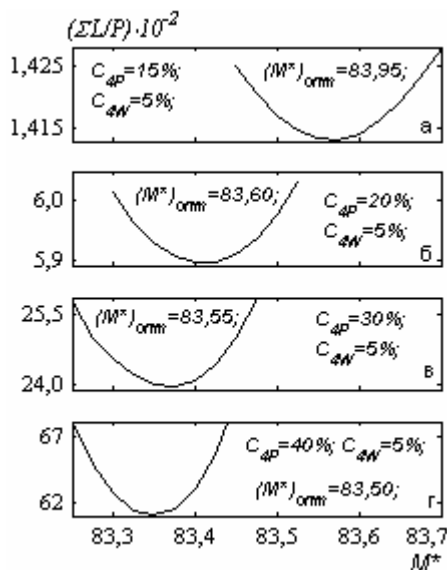 (ΣL/P)·10⁻²
1,425
C₄P=15%; (M*)опт=83,95;
C₄W=5%;
1,415
а
6,0
(M*)опт=83,60; C₄P=20%;
C₄W=5%;
5,9
б
25,5
(M*)опт=83,55; C₄P=30%;
C₄W=5%;
24,0
в
67
C₄P=40%; C₄W=5%;
(M*)опт=83,50;
62
г
83,3 83,4 83,5 83,6 83,7
M*